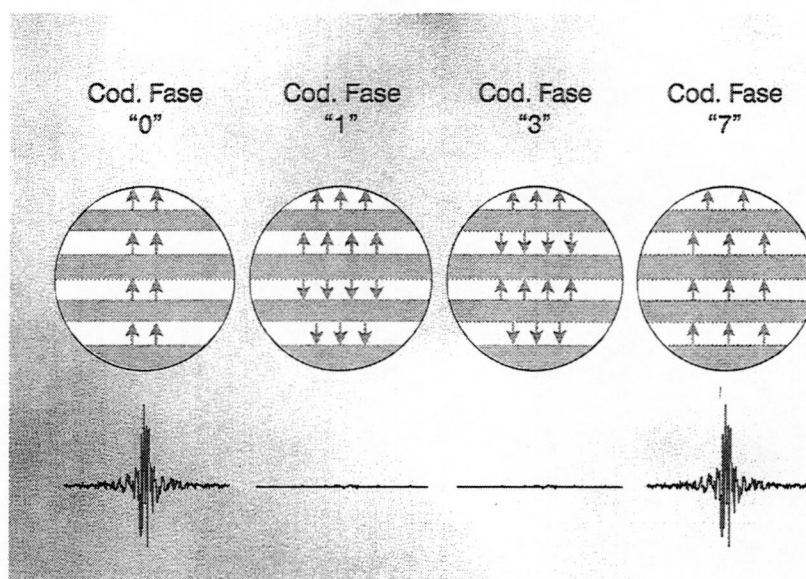 Cod. Fase Cod. Fase Cod. Fase Cod. Fase
“0” “1” “3” “7”